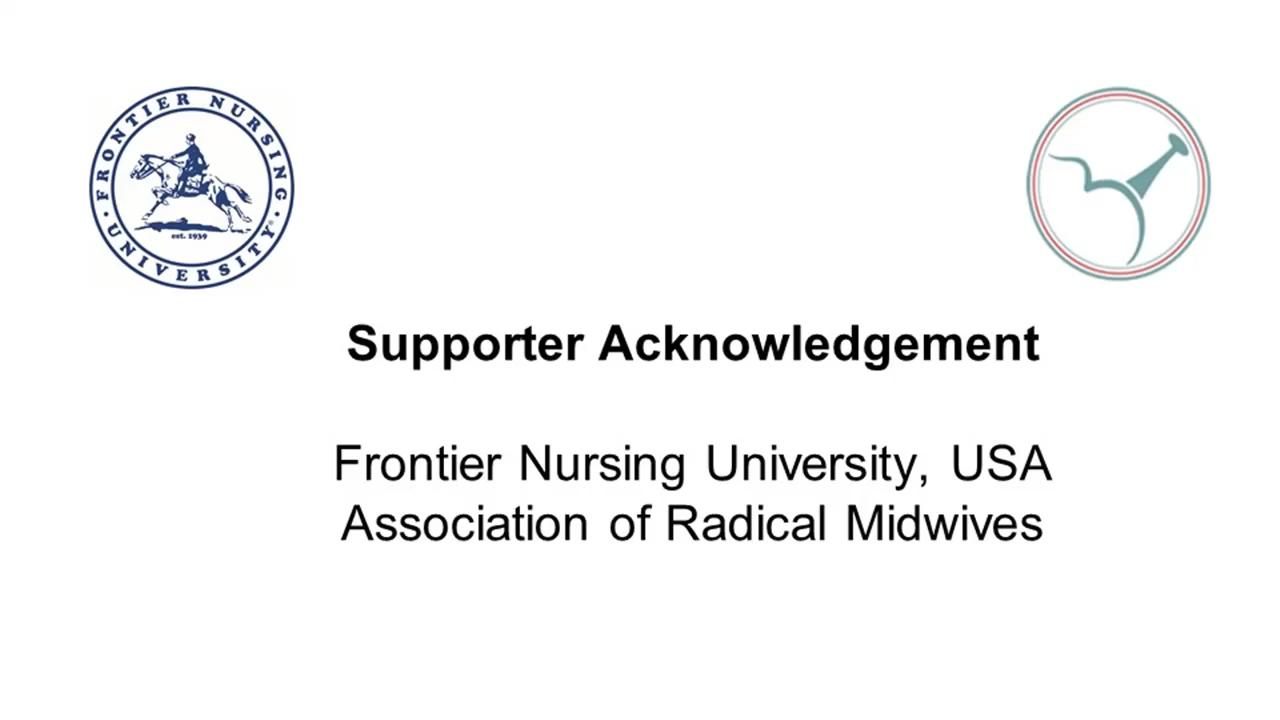 FRONTIER NURSING UNIVERSITY®
est. 1939
Supporter Acknowledgement
Frontier Nursing University, USA
Association of Radical Midwives